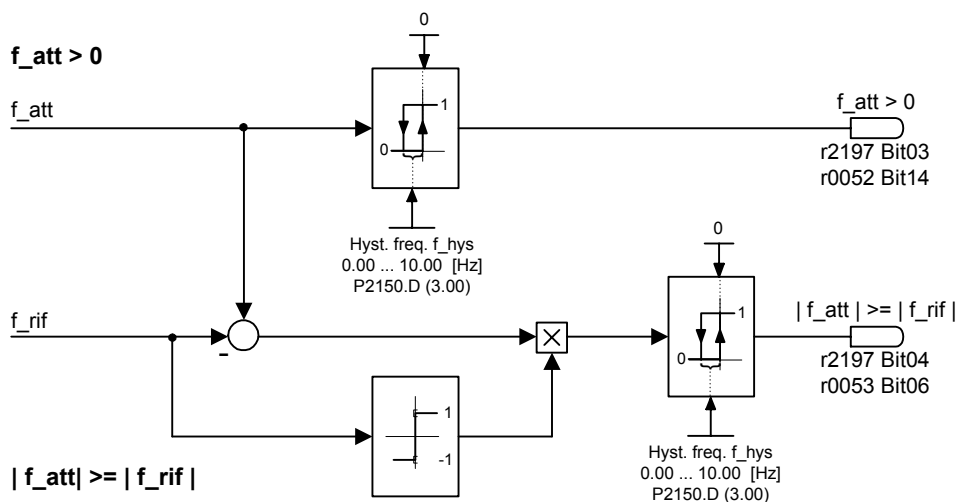 0
f_att > 0
f_att
1
0
f_att > 0
r2197 Bit03
r0052 Bit14
Hyst. freq. f_hys
0.00 ... 10.00 [Hz]
P2150.D (3.00)
0
f_rif
-
1
0
| f_att | >= | f_rif |
r2197 Bit04
r0053 Bit06
1
-1
Hyst. freq. f_hys
0.00 ... 10.00 [Hz]
P2150.D (3.00)
| f_att| >= | f_rif |